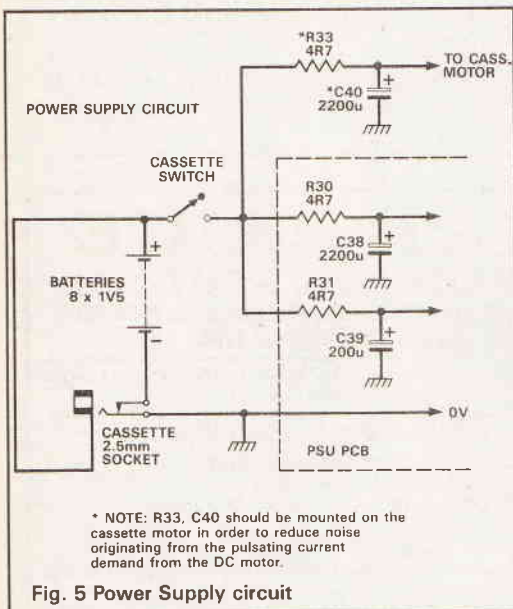 *R33
4R7
TO CASS.
MOTOR
*C40
2200u
POWER SUPPLY CIRCUIT
CASSETTE
SWITCH
R30
4R7
C38
2200u
BATTERIES
8 x 1V5
R31
4R7
C39
200u
0V
CASSETTE
2.5mm
SOCKET
PSU PCB
* NOTE: R33, C40 should be mounted on the
cassette motor in order to reduce noise
originating from the pulsating current
demand from the DC motor.
Fig. 5 Power Supply circuit